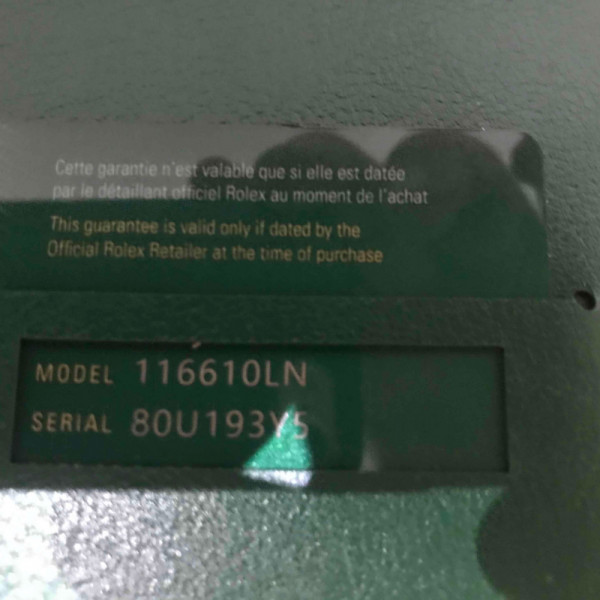 Cette garantie n'est valable que si elle est datée
par le détaillant officiel Rolex au moment de l'achat
This guarantee is valid only if dated by the
Official Rolex Retailer at the time of purchase
MODEL 116610LN
SERIAL 80U193Y5